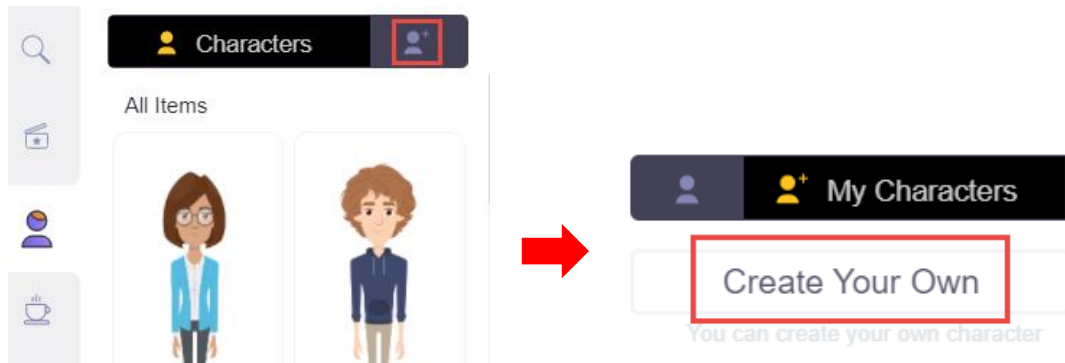 Characters
All Items
My Characters
Create Your Own
You can create your own character